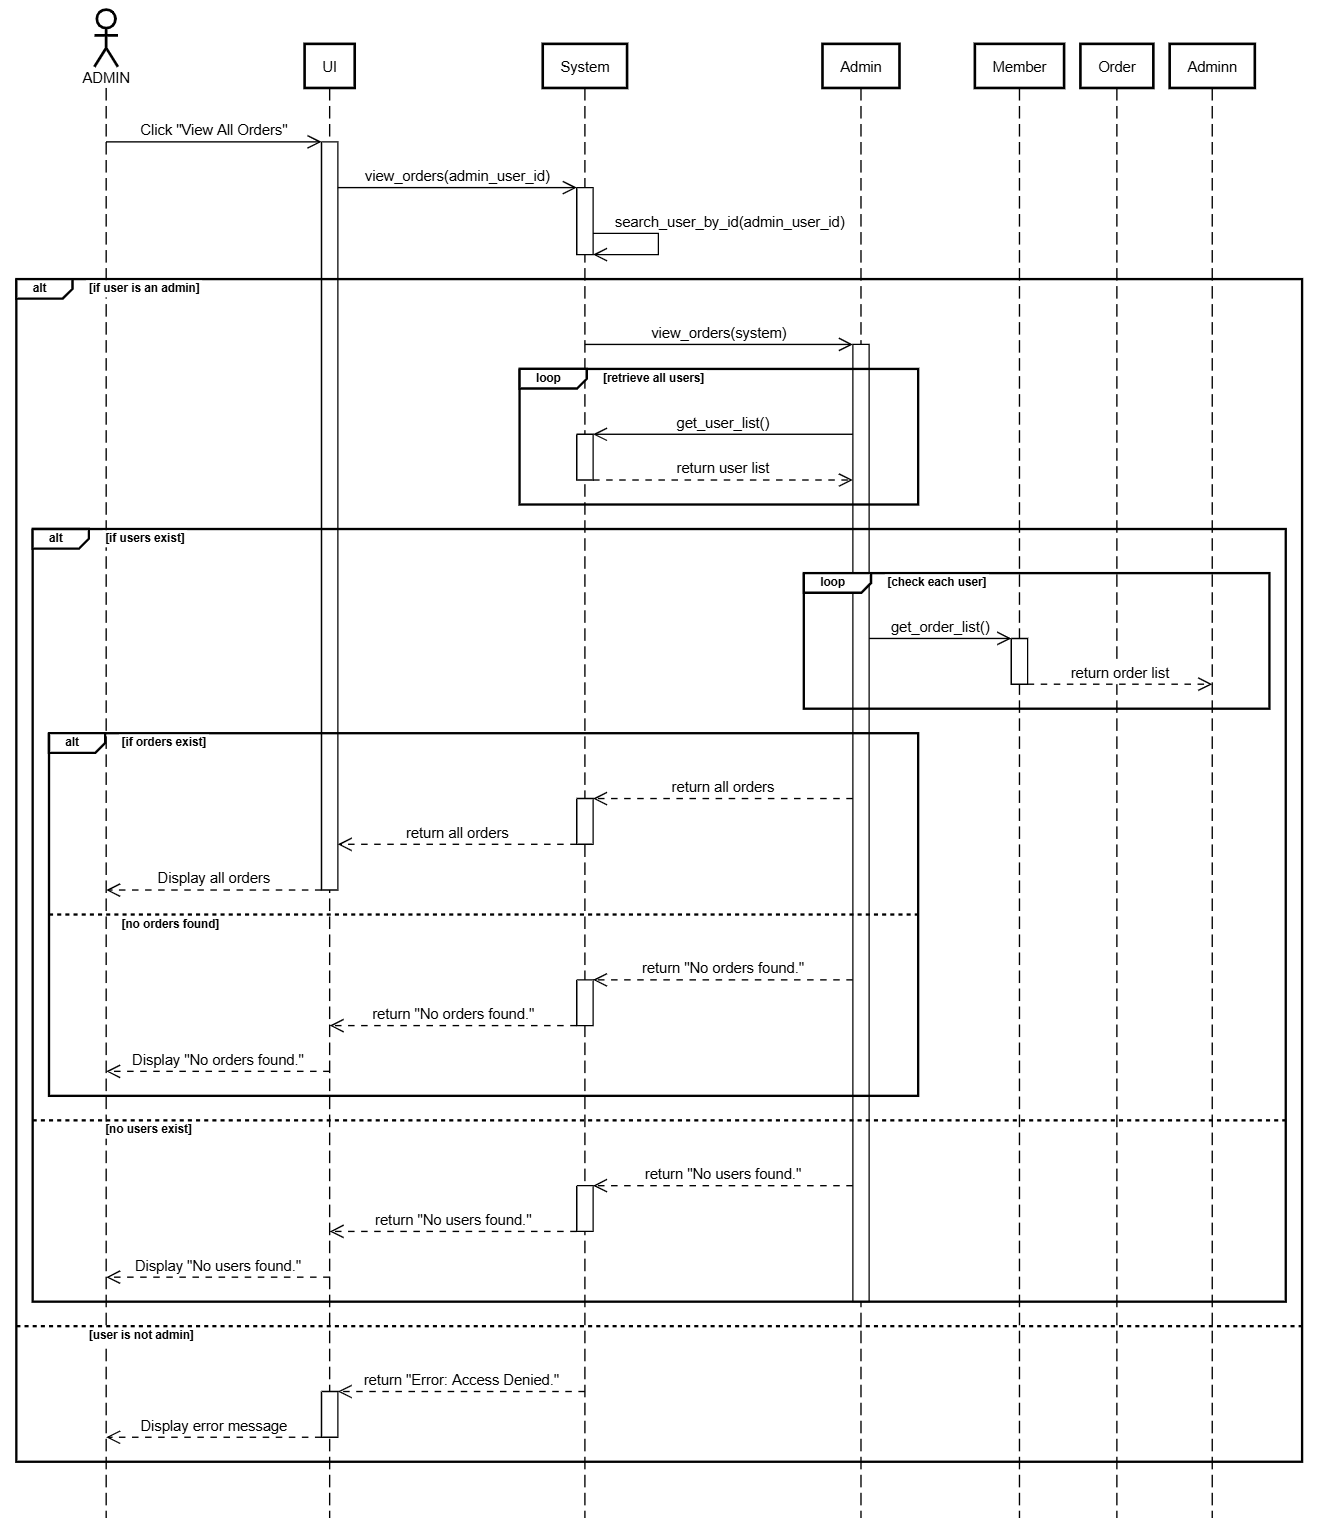 ADMIN
UI
System
Admin
Member
Order
Adminn
Click "View All Orders"
view_orders(admin_user_id)
search_user_by_id(admin_user_id)
alt
[if user is an admin]
view_orders(system)
loop
[retrieve all users]
get_user_list()
return user list
alt
[if users exist]
loop
[check each user]
get_order_list()
return order list
alt
[if orders exist]
return all orders
return all orders
Display all orders
[no orders found]
return "No orders found."
return "No orders found."
Display "No orders found."
[no users exist]
return "No users found."
return "No users found."
Display "No users found."
[user is not admin]
return "Error: Access Denied."
Display error message